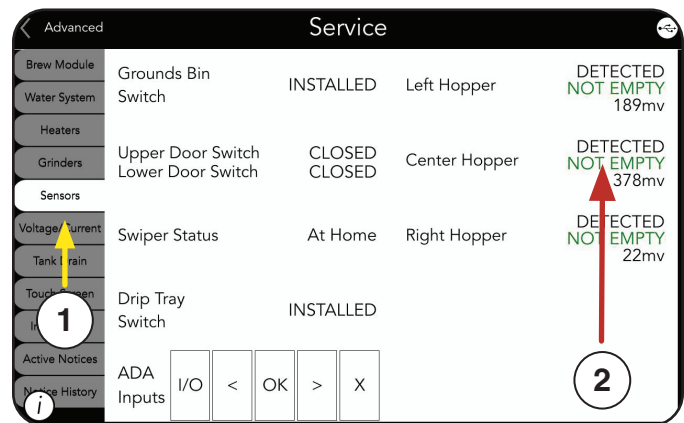 Advanced
Service
Brew Module
Water System
Heaters
Grinders
Sensors
Voltage/Current
Tank Drain
Touch Screen
Active Notices
Notice History
i
1
Grounds Bin
Switch
INSTALLED
Upper Door Switch CLOSED
Lower Door Switch CLOSED
Swiper Status At Home
Drip Tray
Switch
INSTALLED
ADA
Inputs
I/O < OK > X
Left Hopper
DETECTED
NOT EMPTY
189mv
Center Hopper
DETECTED
NOT EMPTY
378mv
Right Hopper
DETECTED
NOT EMPTY
22mv
2